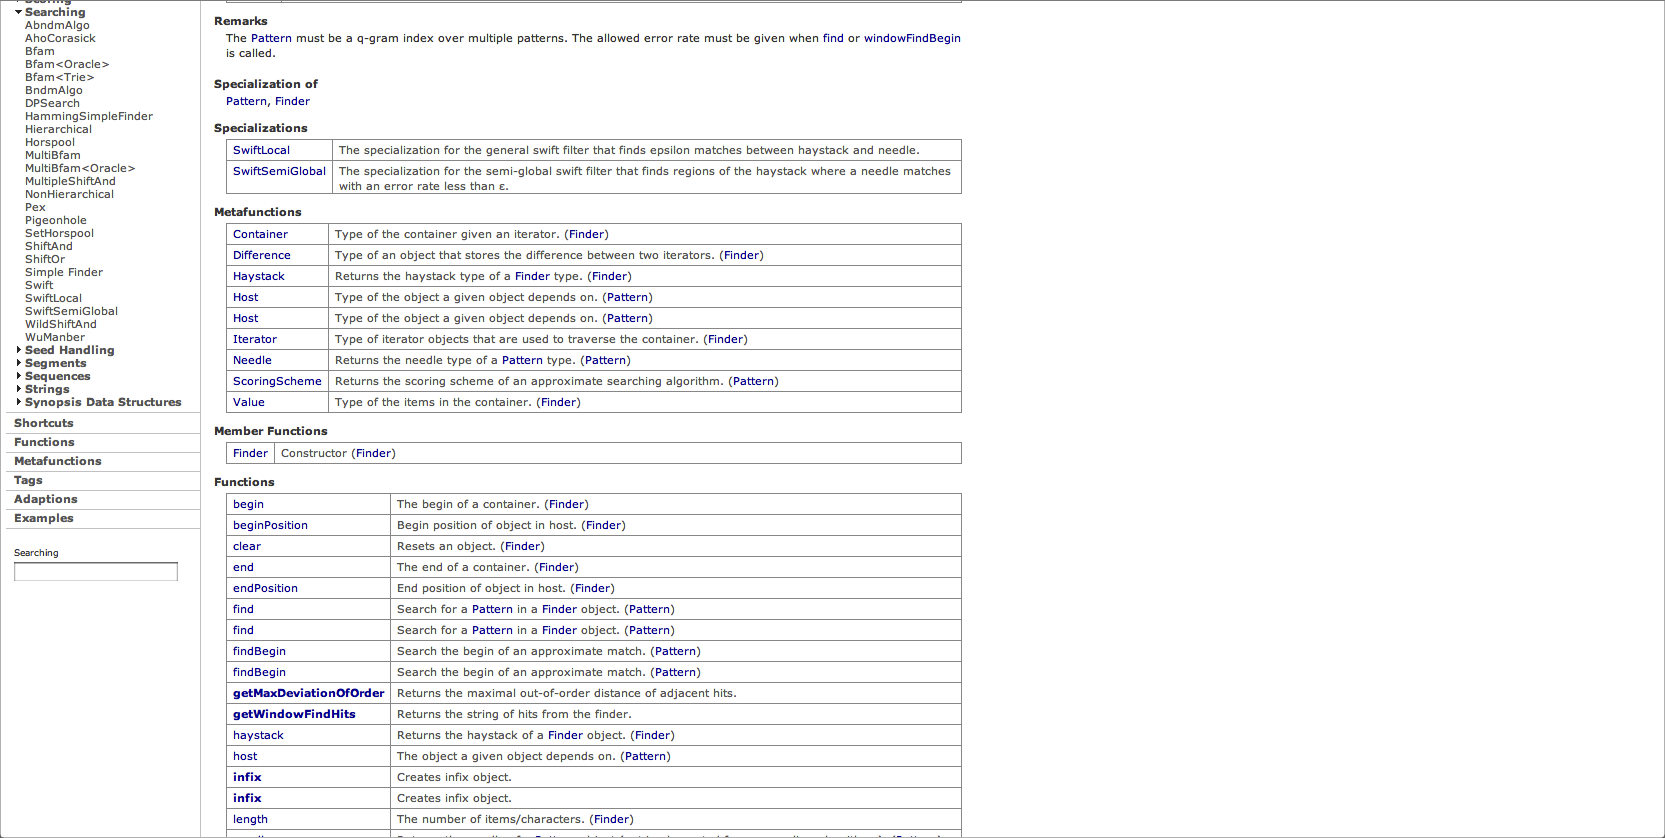 Scoring
Searching
AbndmAlgo
AhoCorasick
Bfam
Bfam<Oracle>
Bfam<Trie>
BndmAlgo
DPSearch
HammingSimpleFinder
Hierarchical
Horspool
MultiBfam
MultiBfam<Oracle>
MultipleShiftAnd
NonHierarchical
Pex
Pigeonhole
SetHorspool
ShiftAnd
ShiftOr
Simple Finder
Swift
SwiftLocal
SwiftSemiGlobal
WildShiftAnd
WuManber
Seed Handling
Segments
Sequences
Strings
Synopsis Data Structures
Shortcuts
Functions
Metafunctions
Tags
Adaptions
Examples
Searching
Remarks
The Pattern must be a q-gram index over multiple patterns. The allowed error rate must be given when find or windowFindBegin
is called.
Specialization of
Pattern, Finder
Specializations
SwiftLocal The specialization for the general swift filter that finds epsilon matches between haystack and needle.
SwiftSemiGlobal The specialization for the semi-global swift filter that finds regions of the haystack where a needle matches
with an error rate less than ε.
Metafunctions
Container Type of the container given an iterator. (Finder)
Difference Type of an object that stores the difference between two iterators. (Finder)
Haystack Returns the haystack type of a Finder type. (Finder)
Host Type of the object a given object depends on. (Pattern)
Host Type of the object a given object depends on. (Pattern)
Iterator Type of iterator objects that are used to traverse the container. (Finder)
Needle Returns the needle type of a Pattern type. (Pattern)
ScoringScheme Returns the scoring scheme of an approximate searching algorithm. (Pattern)
Value Type of the items in the container. (Finder)
Member Functions
Finder Constructor (Finder)
Functions
begin The begin of a container. (Finder)
beginPosition Begin position of object in host. (Finder)
clear Resets an object. (Finder)
end The end of a container. (Finder)
endPosition End position of object in host. (Finder)
find Search for a Pattern in a Finder object. (Pattern)
find Search for a Pattern in a Finder object. (Pattern)
findBegin Search the begin of an approximate match. (Pattern)
findBegin Search the begin of an approximate match. (Pattern)
getMaxDeviationOfOrder Returns the maximal out-of-order distance of adjacent hits.
getWindowFindHits Returns the string of hits from the finder.
haystack Returns the haystack of a Finder object. (Finder)
host The object a given object depends on. (Pattern)
infix Creates infix object.
infix Creates infix object.
length The number of items/characters. (Finder)